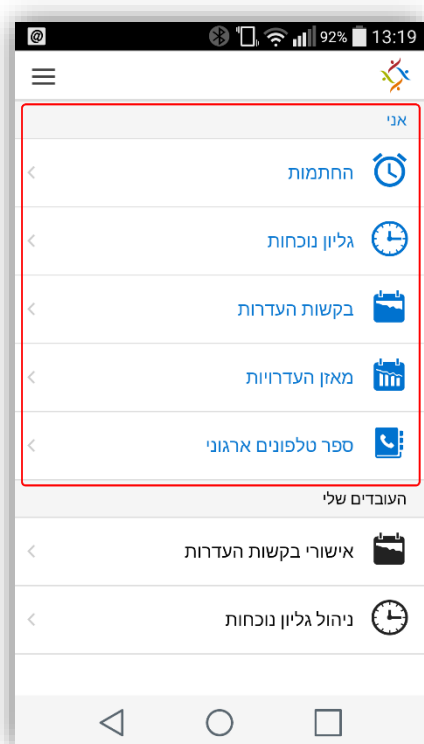 @ 92% 13:19
אני
החתמות
גליון נוכחות
בקשות העדרות
מאזן העדרויות
ספר טלפונים ארגוני
העובדים שלי
אישורי בקשות העדרות
ניהול גליון נוכחות